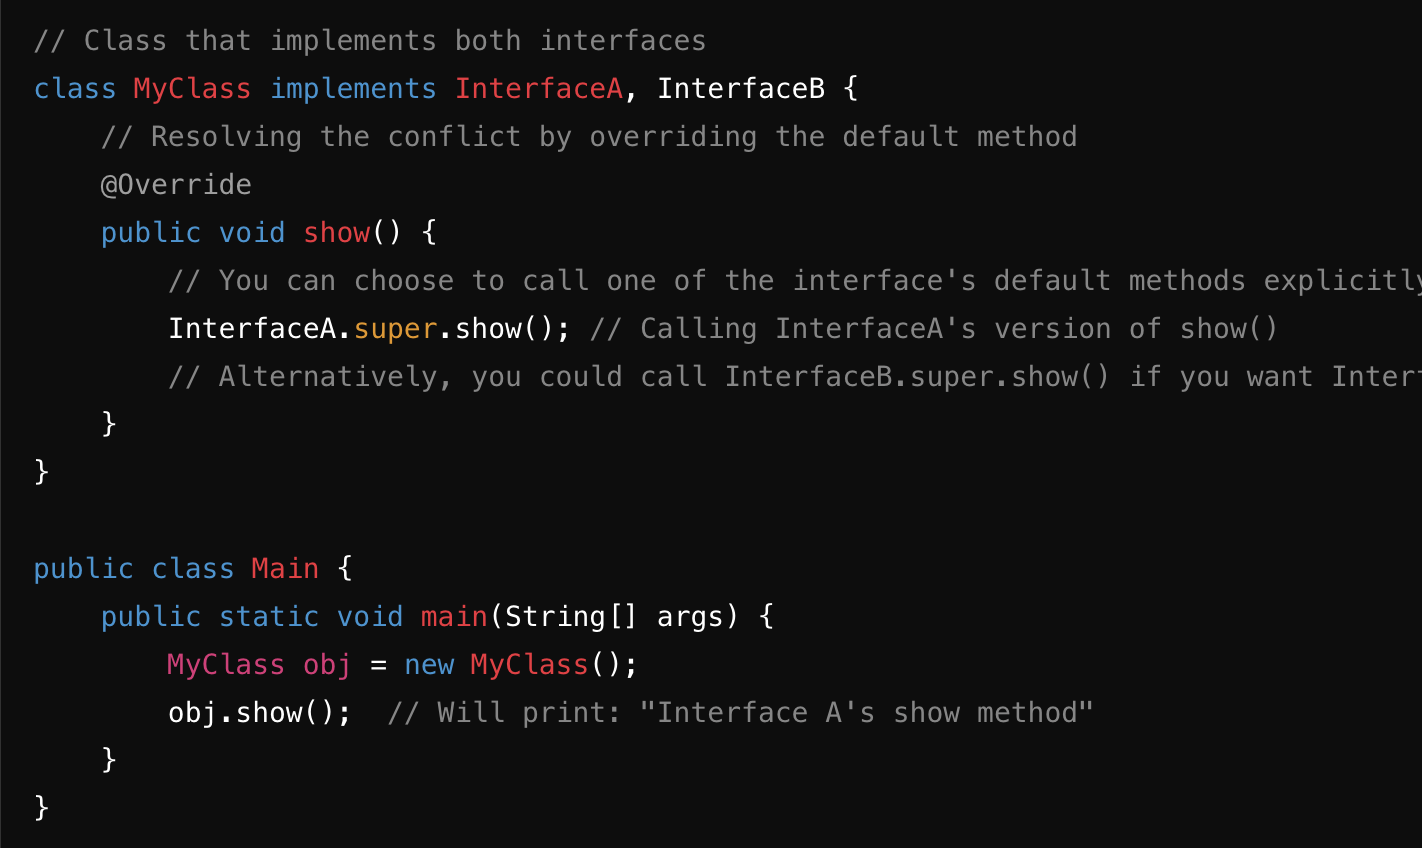 // Class that implements both interfaces
class MyClass implements InterfaceA, InterfaceB {
    // Resolving the conflict by overriding the default method
    @Override
    public void show() {
        // You can choose to call one of the interface's default methods explicitly
        InterfaceA.super.show(); // Calling InterfaceA's version of show()
        // Alternatively, you could call InterfaceB.super.show() if you want
    }
}
public class Main {
    public static void main(String[] args) {
        MyClass obj = new MyClass();
        obj.show();  // Will print: "Interface A's show method"
    }
}